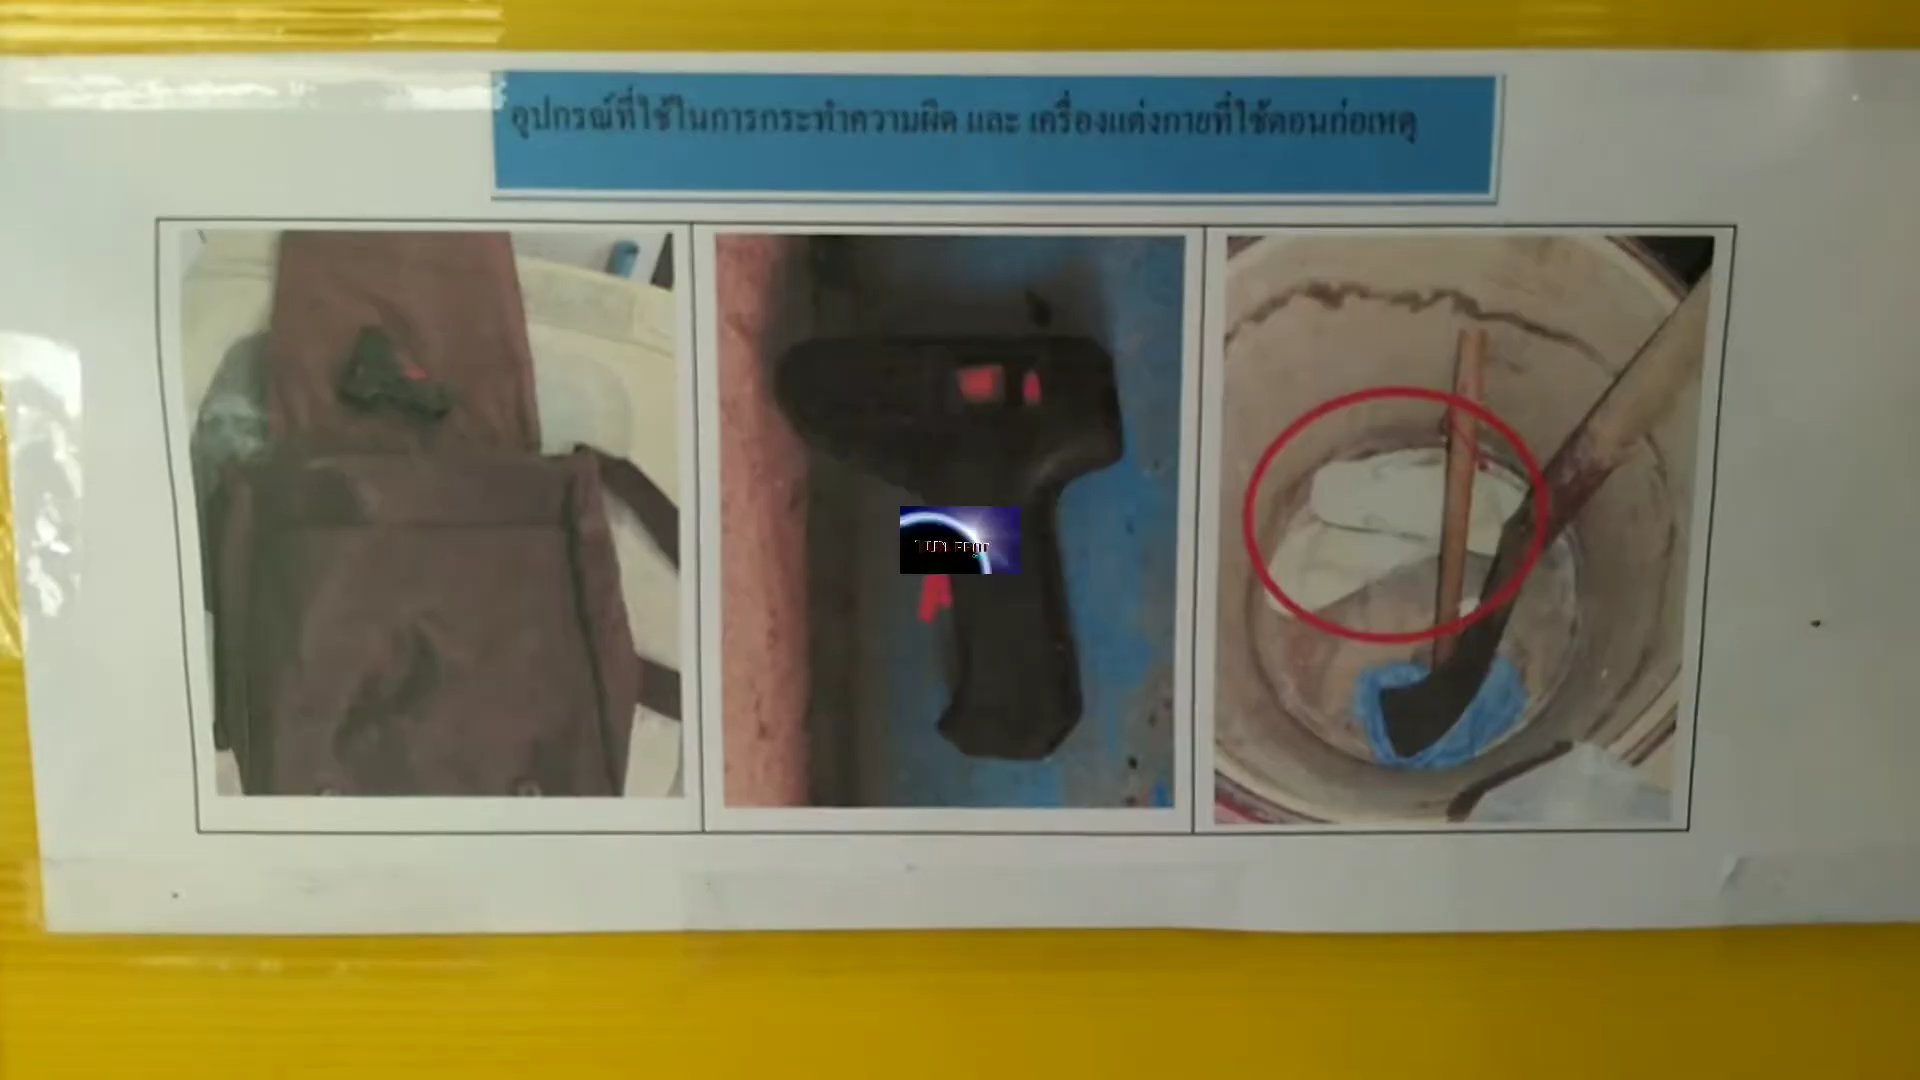 อุปกรณ์ที่ใช้ในการกระทำความผิด และ เครื่องแต่งกายที่ใช้ตอนก่อเหตุ